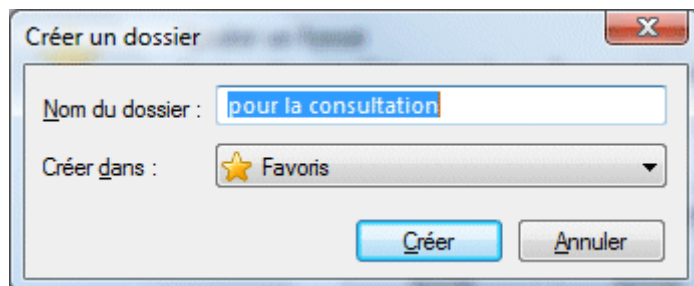 Créer un dossier
Nom du dossier : pour la consultation
Créer dans : Favoris
Créer Annuler